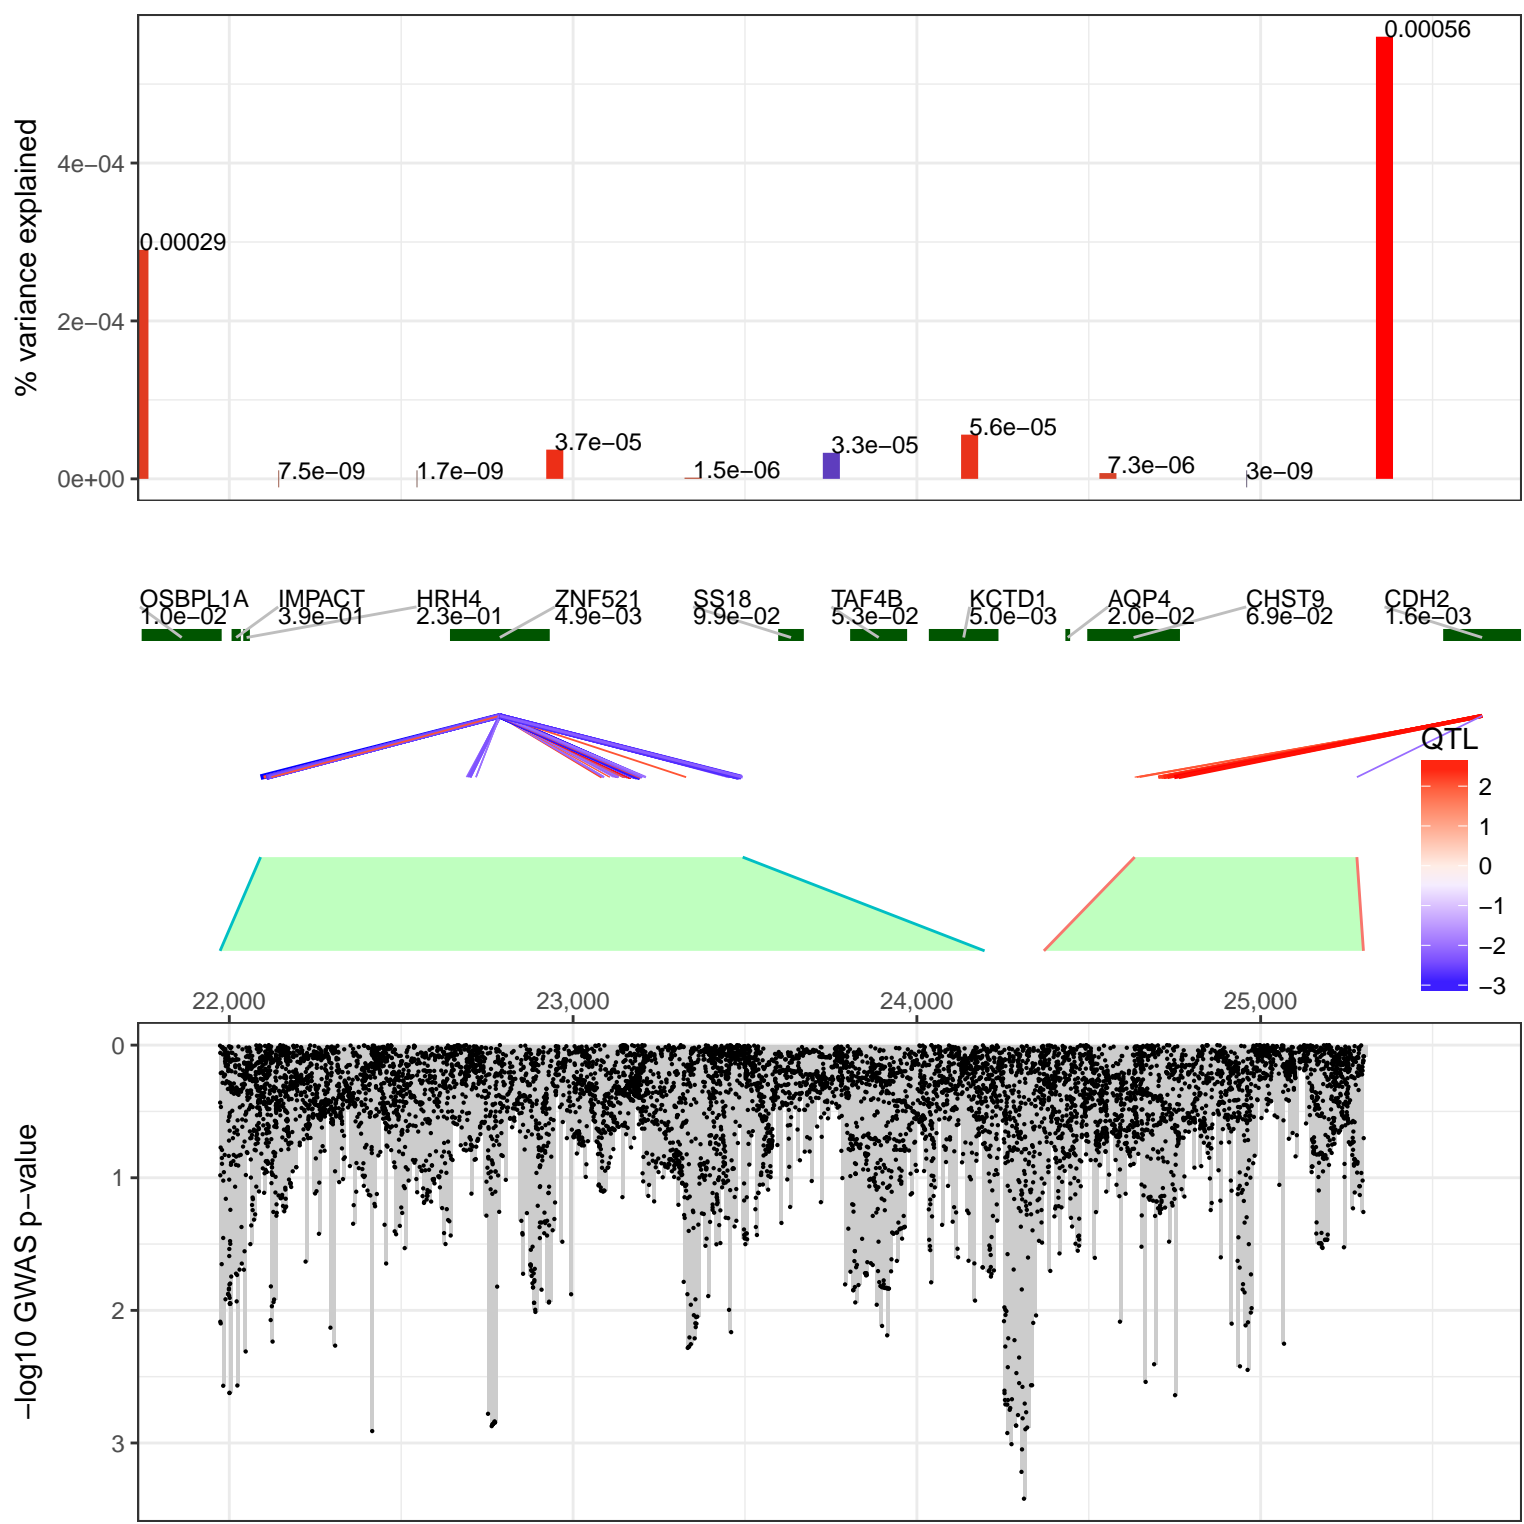 % variance explained
4e−04
2e−04
0e+00
0.00029
7.5e−09
1.7e−09
3.7e−05
1.5e−06
3.3e−05
5.6e−05
7.3e−06
3e−09
0.00056
OSBPL1A IMPACT HRH4 ZNF521 SS18 TAF4B KCTD1 AQP4 CHST9 CDH2
1.0e−02 3.9e−01 2.3e−01 4.9e−03 9.9e−02 5.3e−02 5.0e−03 2.0e−02 6.9e−02 1.6e−03
QTL
2
1
0
−1
−2
−3
22,000 23,000 24,000 25,000
−log10 GWAS p−value
0
1
2
3